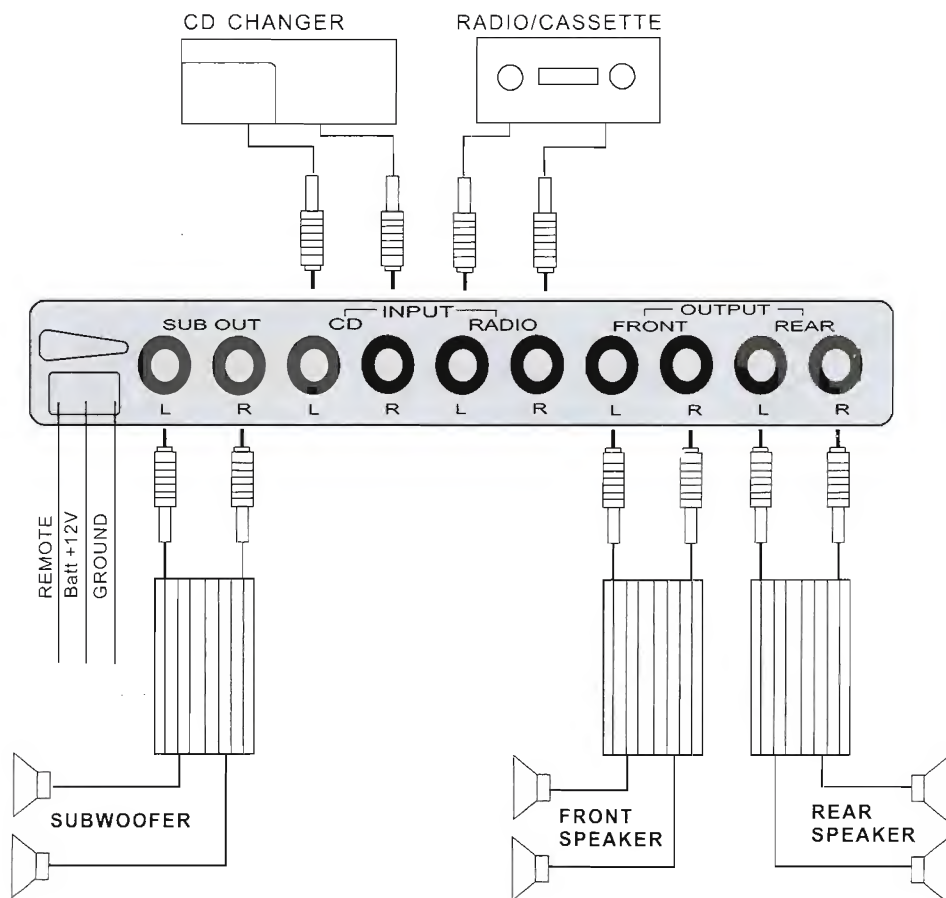 CD CHANGER
RADIO/CASSETTE
INPUT
OUTPUT
SUB OUT
CD
RADIO
FRONT
REAR
L R L R L R L R L R
REMOTE
Batt +12V
GROUND
SUBWOOFER
FRONT
SPEAKER
REAR
SPEAKER